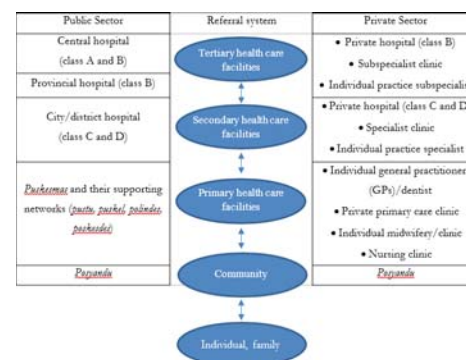 Public Sector
Referral system
Private Sector
Central hospital
(class A and B)
Provincial hospital (class B)
Tertiary health care
facilities
• Private hospital (class B)
• Subspecialist clinic
• Individual practice subspecialis
City/district hospital
(class C and D)
Secondary health care
facilities
• Private hospital (class C and D
• Specialist clinic
• Individual practice specialist
Puskesmas and their supporting
networks (pustu, puskel, polindes,
poskesdes)
Primary health care
facilities
• Individual general practitioner
(GPs)/dentist
• Private primary care clinic
• Individual midwifery/clinic
• Nursing clinic
Posyandu
Community
Posyandu
Individual, family